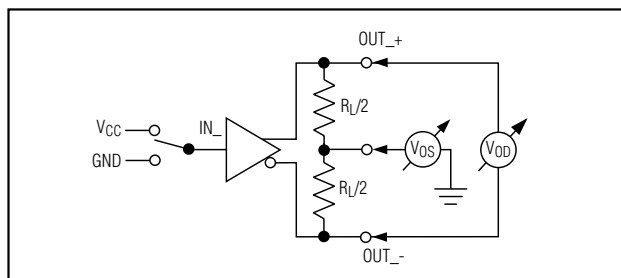 OUT_+
VCC
IN_
RL/2
GND
VOS
VOD
RL/2
OUT_-